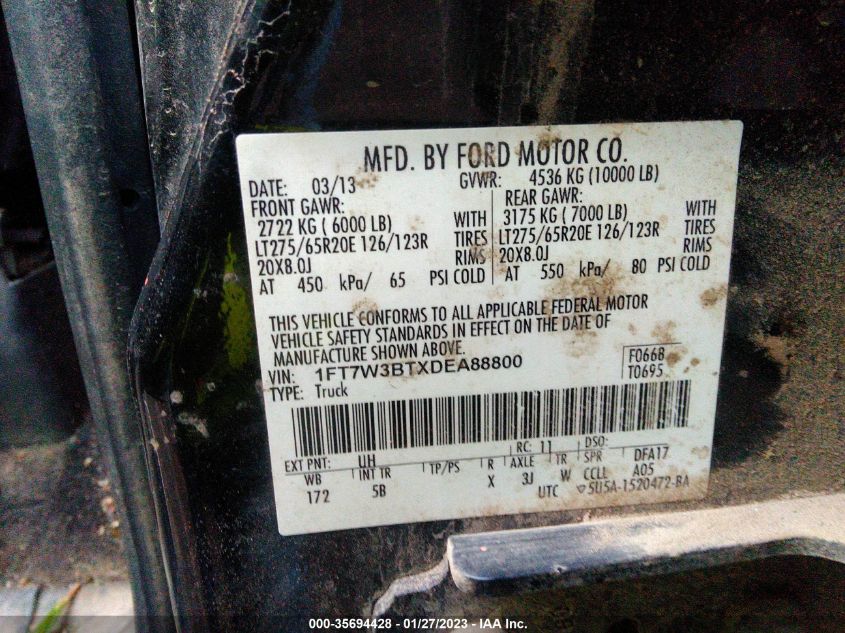 MFD. BY FORD MOTOR CO.
DATE: 03/13 GVWR: 4536 KG (10000 LB)
FRONT GAWR: REAR GAWR:
2722 KG ( 6000 LB) WITH 3175 KG ( 7000 LB) WITH
LT275/65R20E 126/123R TIRES LT275/65R20E 126/123R TIRES
20X8.0J RIMS 20X8.0J RIMS
AT 450 kPa/ 65 PSI COLD AT 550 kPa/ 80 PSI COLD
THIS VEHICLE CONFORMS TO ALL APPLICABLE FEDERAL MOTOR
VEHICLE SAFETY STANDARDS IN EFFECT ON THE DATE OF
MANUFACTURE SHOWN ABOVE.
VIN: 1FT7W3BTXDEA88800 F066B
TYPE: Truck T0695
EXT PNT: UH RC: 11 DSO:
WB INT TR TP/PS R AXLE TR SPR DFA17
172 5B X 3J W CCLL A05
UTC ▽5U5A-1520472-BA
000-35694428 - 01/27/2023 - IAA Inc.